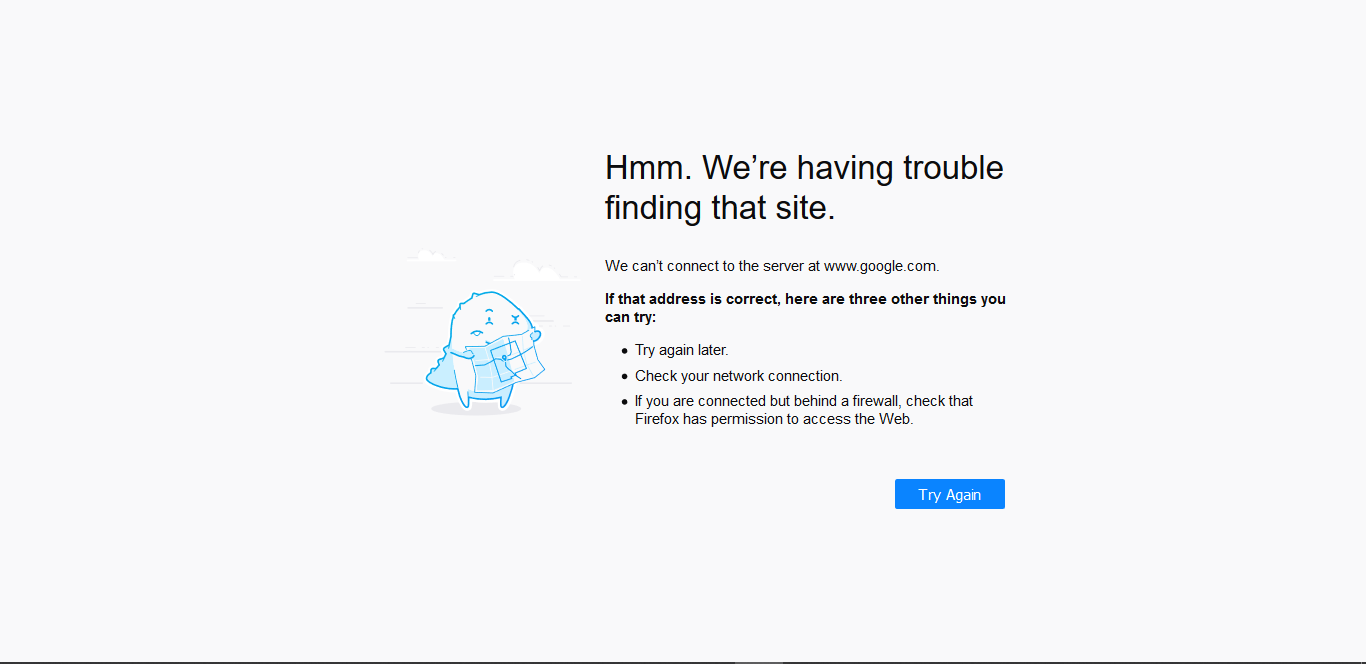 Hmm. We’re having trouble
finding that site.
We can’t connect to the server at www.google.com.
If that address is correct, here are three other things you
can try:
Try again later.
Check your network connection.
If you are connected but behind a firewall, check that
Firefox has permission to access the Web.
Try Again